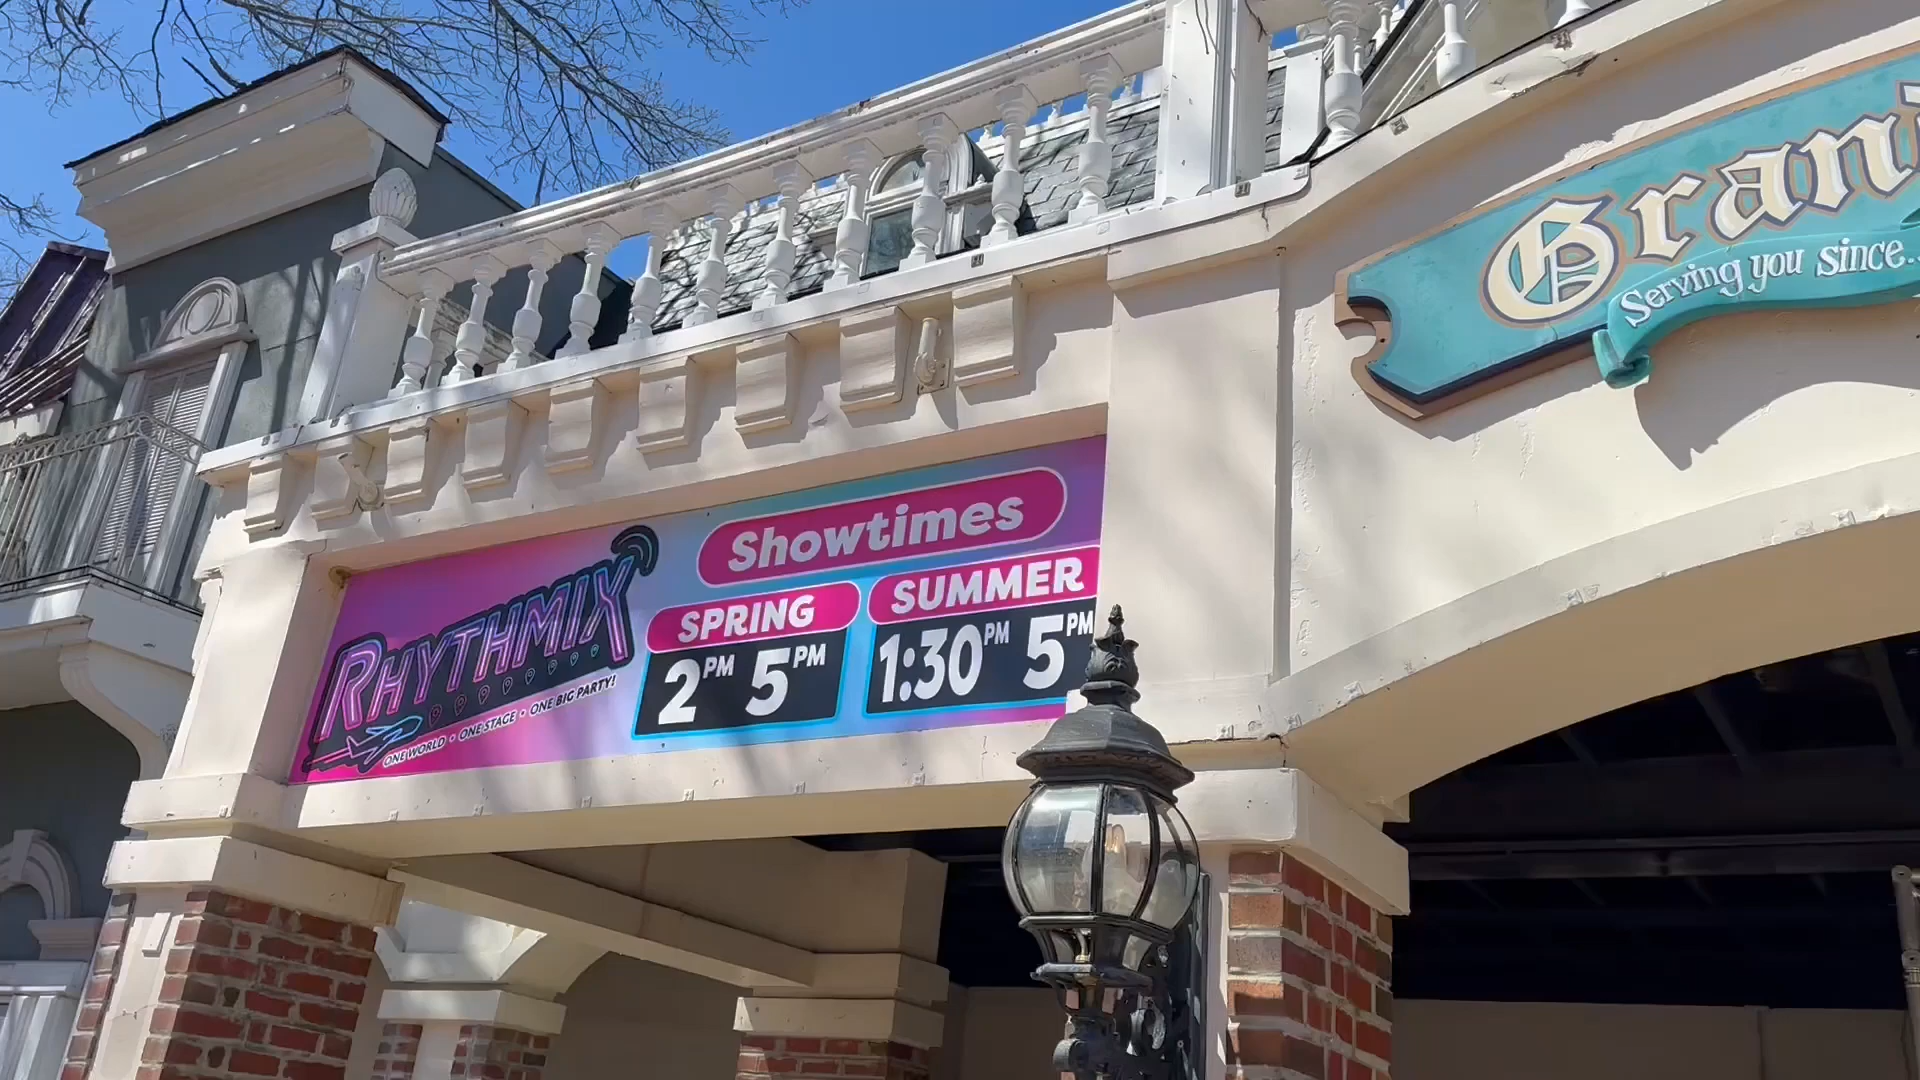 Showtimes
RHYTHMIX
ONE WORLD • ONE STAGE • ONE BIG PARTY!
SPRING
2PM 5PM
SUMMER
1:30PM 5PM
Serving you since...